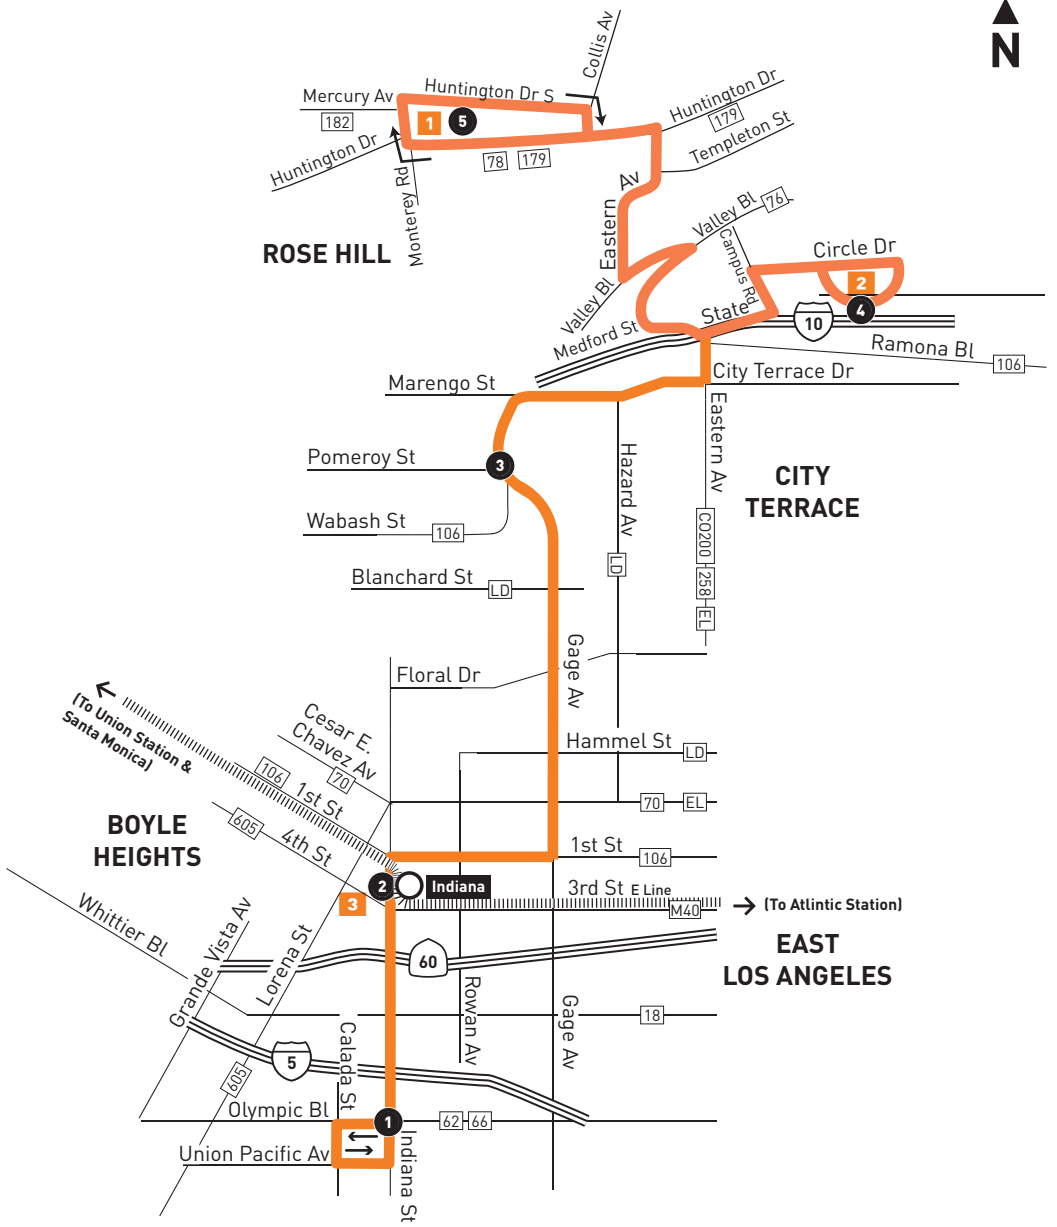 N
Collis Av
Huntington Dr S
Mercury Av
182
1
5
Huntington Dr
179
Templeton St
Huntington Dr
78
179
Monterey Rd
Eastern
Av
ROSE HILL
Valley Bl
76
Campus Rd
Circle Dr
2
4
Valley Bl
State
10
Medford St
Ramona Bl
106
Marengo St
City Terrace Dr
Eastern Av
Pomeroy St
3
Hazard Av
CITY
TERRACE
Wabash St
106
CO200
258
EL
LD
Blanchard St
LD
Gage Av
Floral Dr
(To Union Station &
Santa Monica)
Cesar E.
Chavez Av
70
Hammel St
LD
106
1st St
70
EL
BOYLE
HEIGHTS
605
4th St
1st St
106
2
Indiana
3
3rd St
E Line
M40
(To Atlintic Station)
Whittier Bl
Grande Vista Av
Lorena St
60
EAST
LOS ANGELES
Rowan Av
Gage Av
18
Calada St
5
605
Olympic Bl
1
62
66
Union Pacific Av
Indiana St